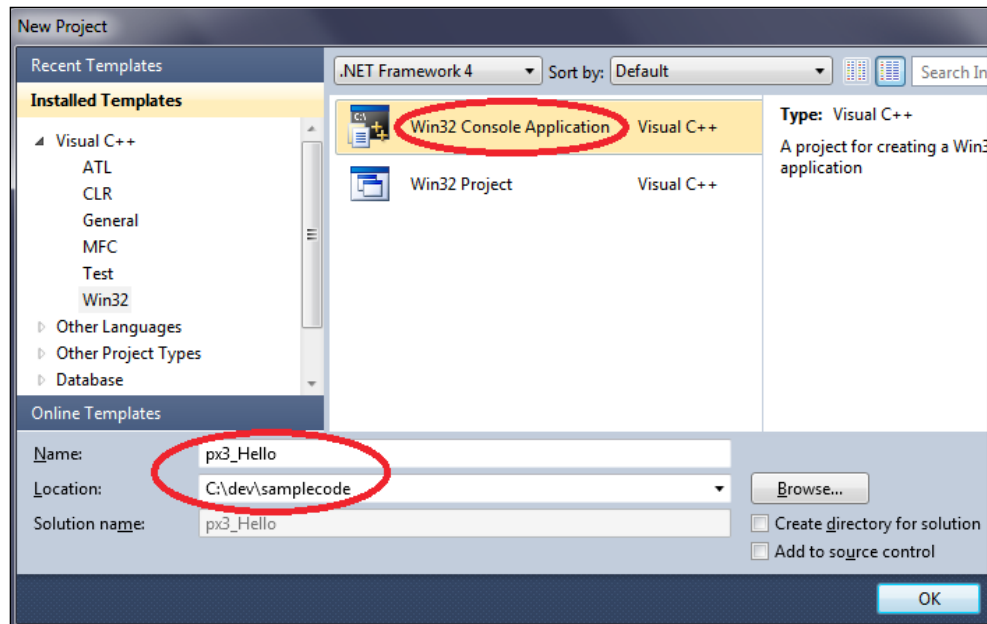 New Project
Recent Templates
Installed Templates
Visual C++
ATL
CLR
General
MFC
Test
Win32
Other Languages
Other Project Types
Database
Online Templates
.NET Framework 4 Sort by: Default Search In
C:\
Win32 Console Application Visual C++
Win32 Project Visual C++
Type: Visual C++
A project for creating a Win3
application
Name: px3_Hello
Location: C:\dev\samplecode Browse...
Solution name: px3_Hello Create directory for solution
Add to source control
OK